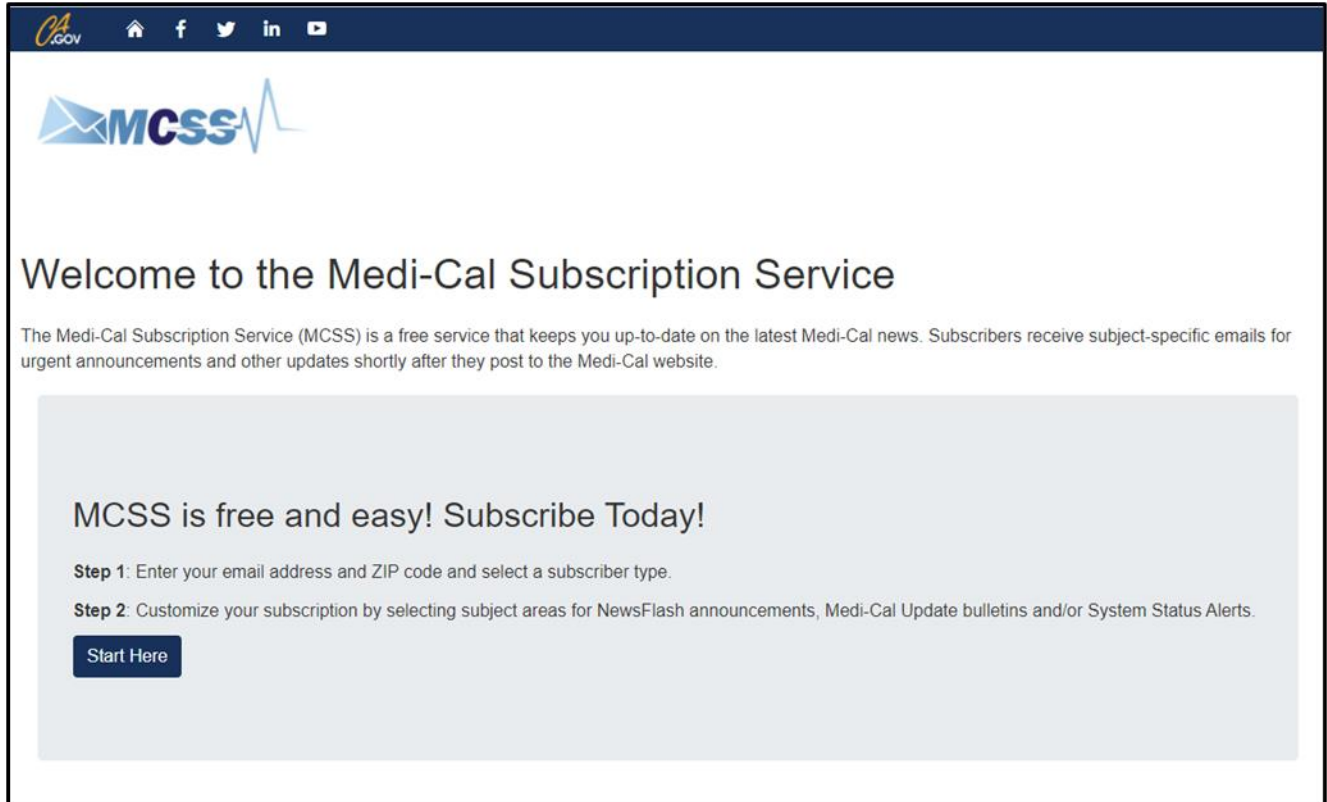 CA.GOV
MCSS
Welcome to the Medi-Cal Subscription Service
The Medi-Cal Subscription Service (MCSS) is a free service that keeps you up-to-date on the latest Medi-Cal news. Subscribers receive subject-specific emails for
urgent announcements and other updates shortly after they post to the Medi-Cal website.
MCSS is free and easy! Subscribe Today!
Step 1: Enter your email address and ZIP code and select a subscriber type.
Step 2: Customize your subscription by selecting subject areas for NewsFlash announcements, Medi-Cal Update bulletins and/or System Status Alerts.
Start Here